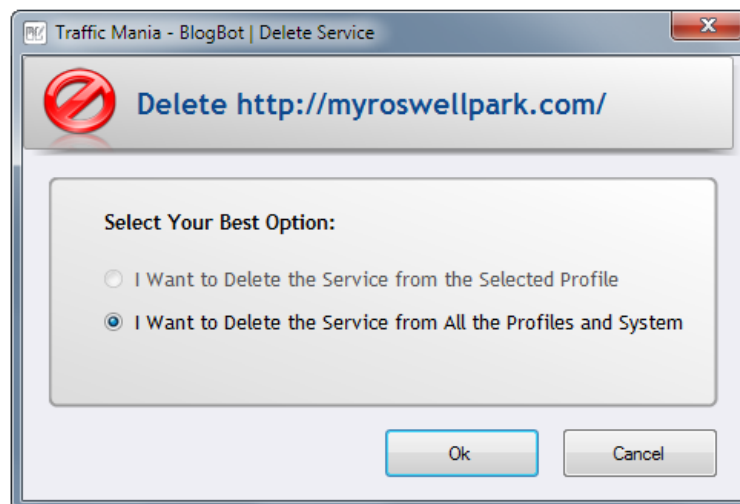 Traffic Mania - BlogBot | Delete Service
Delete http://myroswellpark.com/
Select Your Best Option:
I Want to Delete the Service from the Selected Profile
I Want to Delete the Service from All the Profiles and System
Ok
Cancel